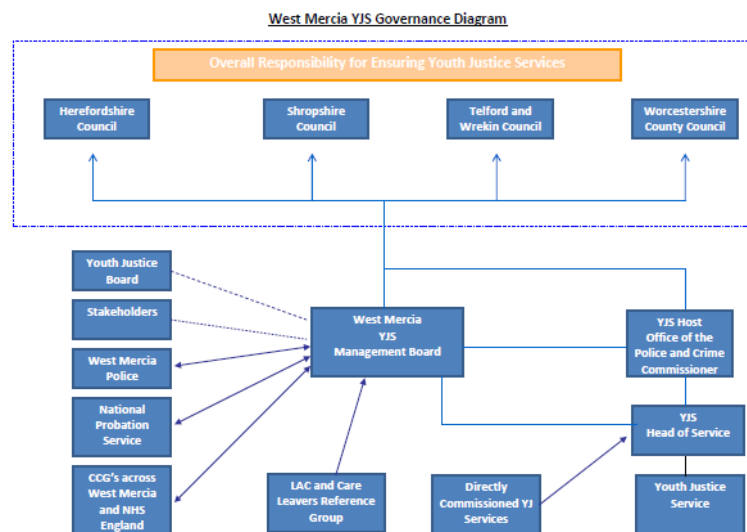 West Mercia YJS Governance Diagram
Overall Responsibility for Ensuring Youth Justice Services
Herefordshire
Council
Shropshire
Council
Telford and
Wrekin Council
Worcestershire
County Council
Youth Justice
Board
Stakeholders
West Mercia
Police
National
Probation
Service
CCG's across
West Mercia
and NHS
England
West Mercia
YJS
Management Board
YJS Host
Office of the
Police and Crime
Commissioner
YJS
Head of Service
LAC and Care
Leavers Reference
Group
Directly
Commissioned YJ
Services
Youth Justice
Service